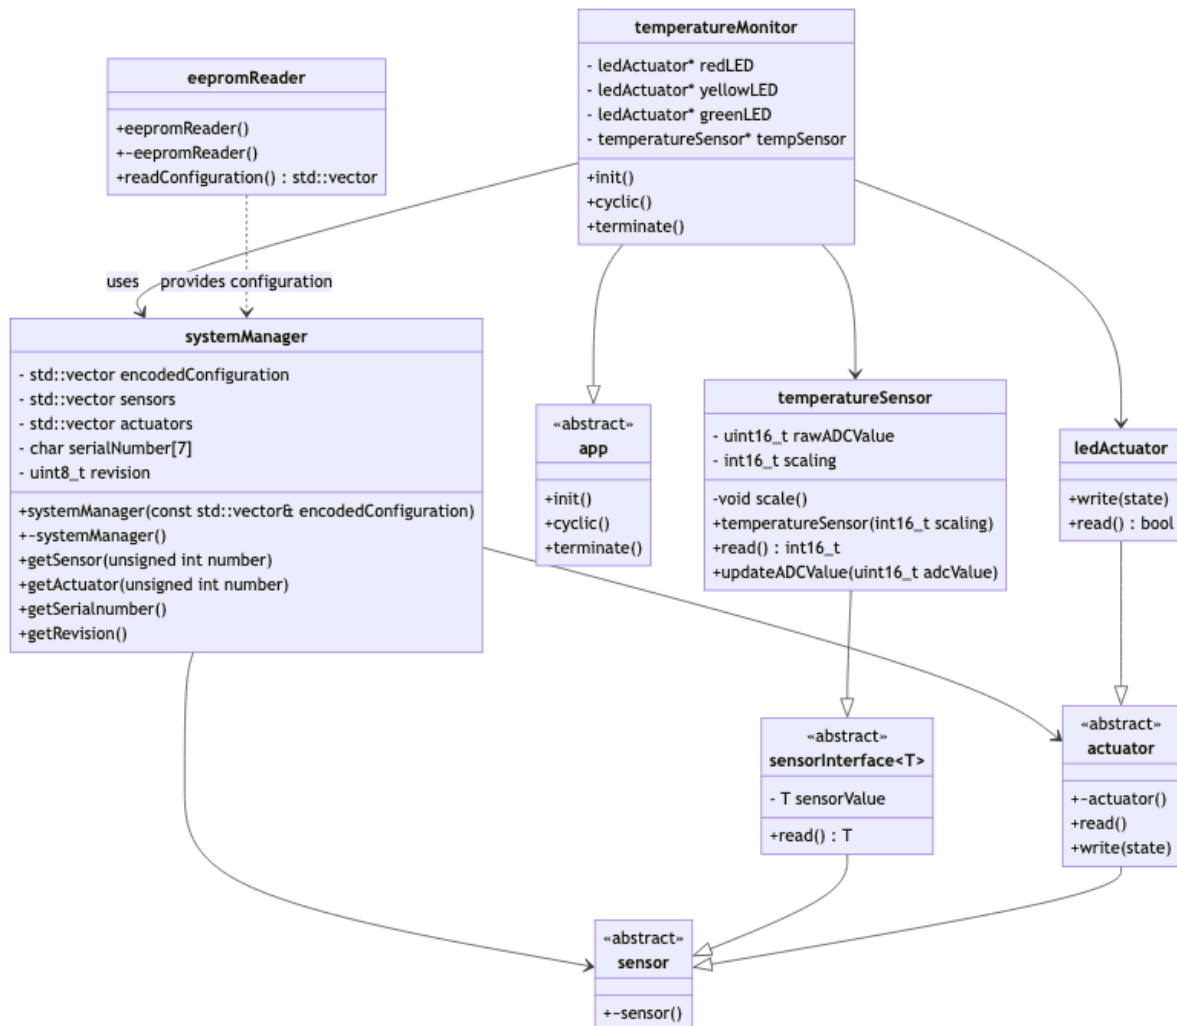 temperatureMonitor
- ledActuator* redLED
- ledActuator* yellowLED
- ledActuator* greenLED
- temperatureSensor* tempSensor
+init()
+cyclic()
+terminate()
eepromReader
+eepromReader()
+~eepromReader()
+readConfiguration() : std::vector
uses
provides configuration
systemManager
- std::vector encodedConfiguration
- std::vector sensors
- std::vector actuators
- char serialNumber[7]
- uint8_t revision
+systemManager(const std::vector& encodedConfiguration)
+~systemManager()
+getSensor(unsigned int number)
+getActuator(unsigned int number)
+getSerialnumber()
+getRevision()
«abstract»
app
+init()
+cyclic()
+terminate()
temperatureSensor
- uint16_t rawADCValue
- int16_t scaling
-void scale()
+temperatureSensor(int16_t scaling)
+read() : int16_t
+updateADCValue(uint16_t adcValue)
ledActuator
+write(state)
+read() : bool
«abstract»
sensorInterface<T>
- T sensorValue
+read() : T
«abstract»
actuator
+~actuator()
+read()
+write(state)
«abstract»
sensor
+~sensor()